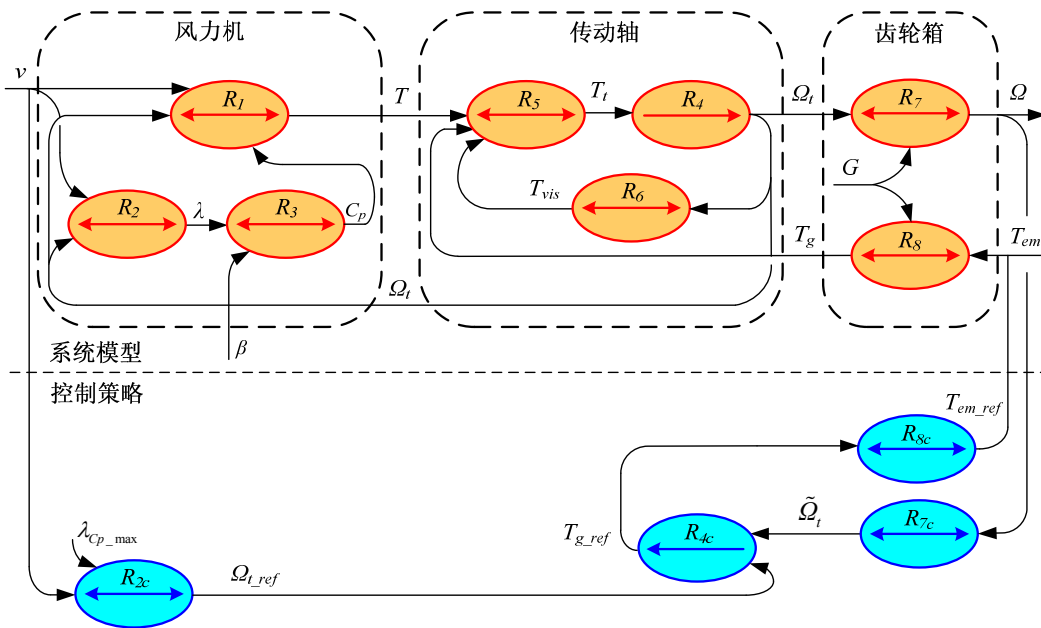 风力机
传动轴
齿轮箱
v
R1
T
R5
Tt
R4
Ωt
R7
Ω
R2
λ
R3
Cp
Tvis
R6
G
Tg
R8
Tem
Ωt
β
系统模型
控制策略
Tem_ref
R8c
λCp_max
Tg_ref
R4c
Ω̃t
R7c
R2c
Ωt_ref